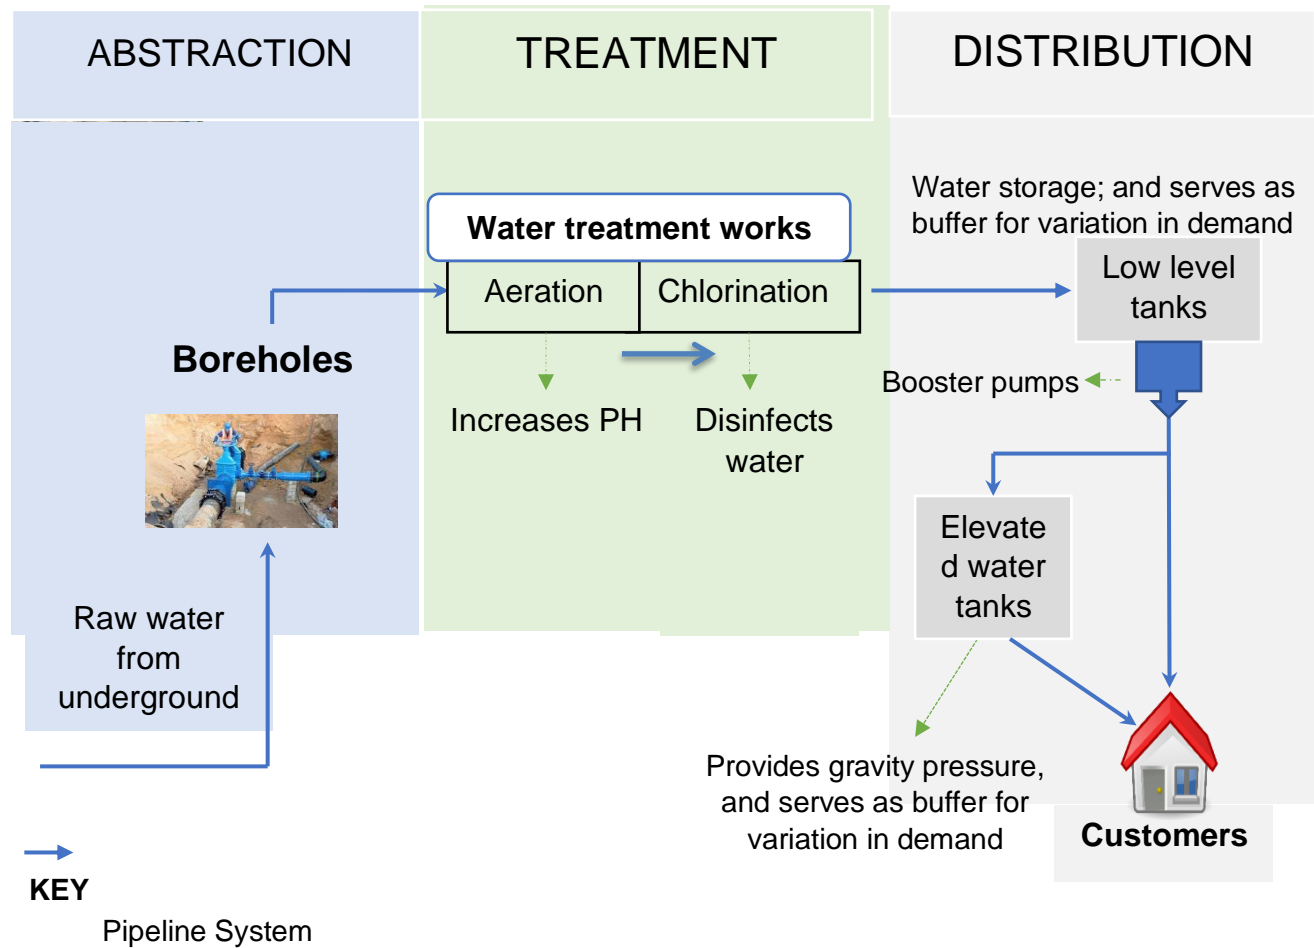 ABSTRACTION
TREATMENT
DISTRIBUTION
Water storage; and serves as
buffer for variation in demand
Water treatment works
Aeration
Chlorination
Low level
tanks
Boreholes
Booster pumps
Increases PH
Disinfects
water
Elevate
d water
tanks
Raw water
from
underground
Provides gravity pressure,
and serves as buffer for
variation in demand
Customers
KEY
Pipeline System